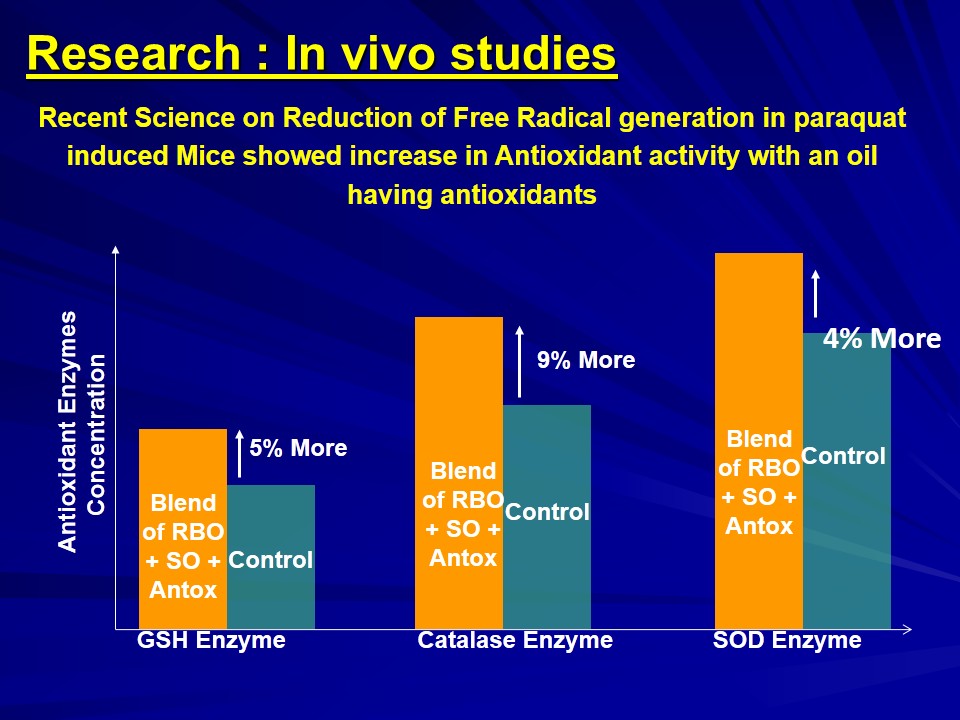 Research : In vivo studies
Recent Science on Reduction of Free Radical generation in paraquat
induced Mice showed increase in Antioxidant activity with an oil
having antioxidants
Antioxidant Enzymes
Concentration
5% More
Blend
of RBO
+ SO +
Antox
Control
GSH Enzyme
9% More
Blend
of RBO
+ SO +
Antox
Control
Catalase Enzyme
4% More
Blend
of RBO
+ SO +
Antox
Control
SOD Enzyme